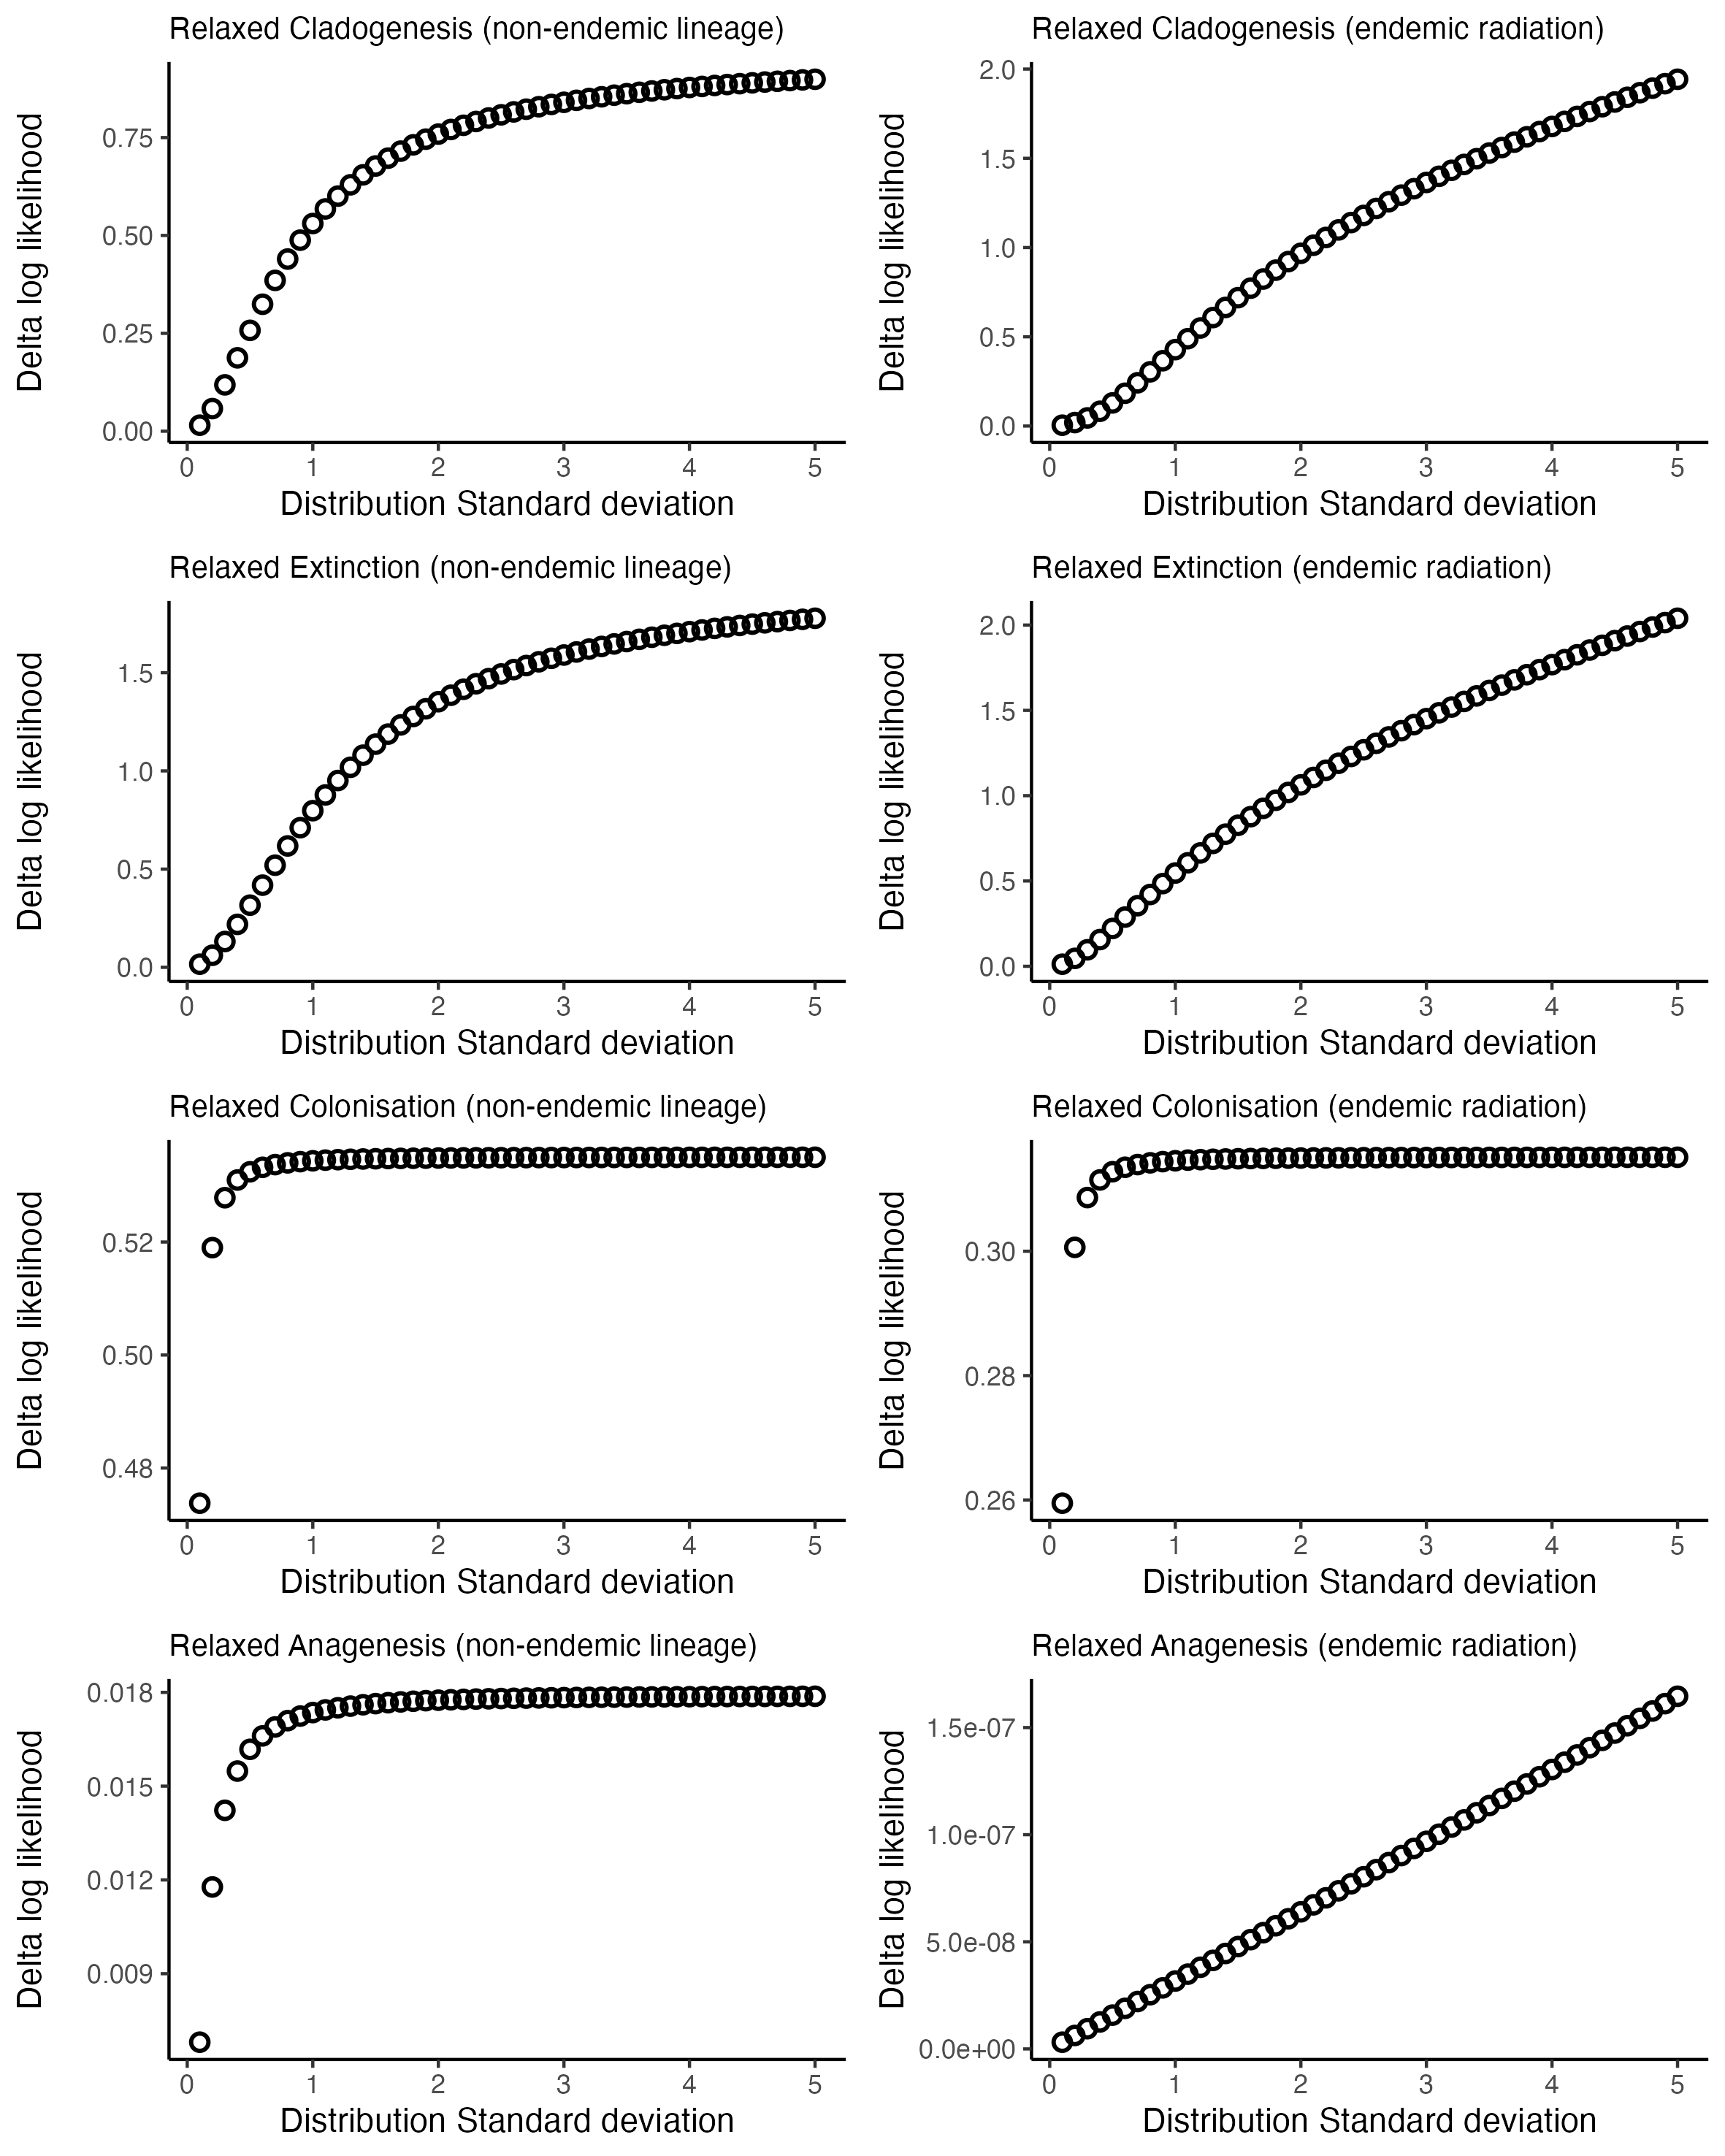 Relaxed Cladogenesis (non-endemic lineage)
Delta log likelihood
0.75
0.50
0.25
0.00
0 1 2 3 4 5
Distribution Standard deviation
Relaxed Cladogenesis (endemic radiation)
Delta log likelihood
2.0
1.5
1.0
0.5
0.0
0 1 2 3 4 5
Distribution Standard deviation
Relaxed Extinction (non-endemic lineage)
Delta log likelihood
1.5
1.0
0.5
0.0
0 1 2 3 4 5
Distribution Standard deviation
Relaxed Extinction (endemic radiation)
Delta log likelihood
2.0
1.5
1.0
0.5
0.0
0 1 2 3 4 5
Distribution Standard deviation
Relaxed Colonisation (non-endemic lineage)
Delta log likelihood
0.52
0.50
0.48
0 1 2 3 4 5
Distribution Standard deviation
Relaxed Colonisation (endemic radiation)
Delta log likelihood
0.30
0.28
0.26
0 1 2 3 4 5
Distribution Standard deviation
Relaxed Anagenesis (non-endemic lineage)
Delta log likelihood
0.018
0.015
0.012
0.009
0 1 2 3 4 5
Distribution Standard deviation
Relaxed Anagenesis (endemic radiation)
Delta log likelihood
1.5e-07
1.0e-07
5.0e-08
0.0e+00
0 1 2 3 4 5
Distribution Standard deviation